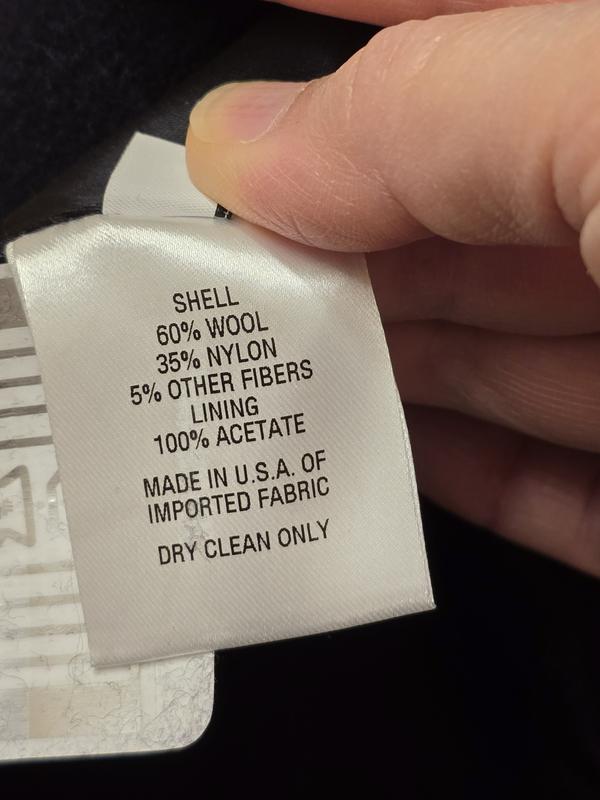 SHELL
60% WOOL
35% NYLON
5% OTHER FIBERS
LINING
100% ACETATE
MADE IN U.S.A. OF
IMPORTED FABRIC
DRY CLEAN ONLY